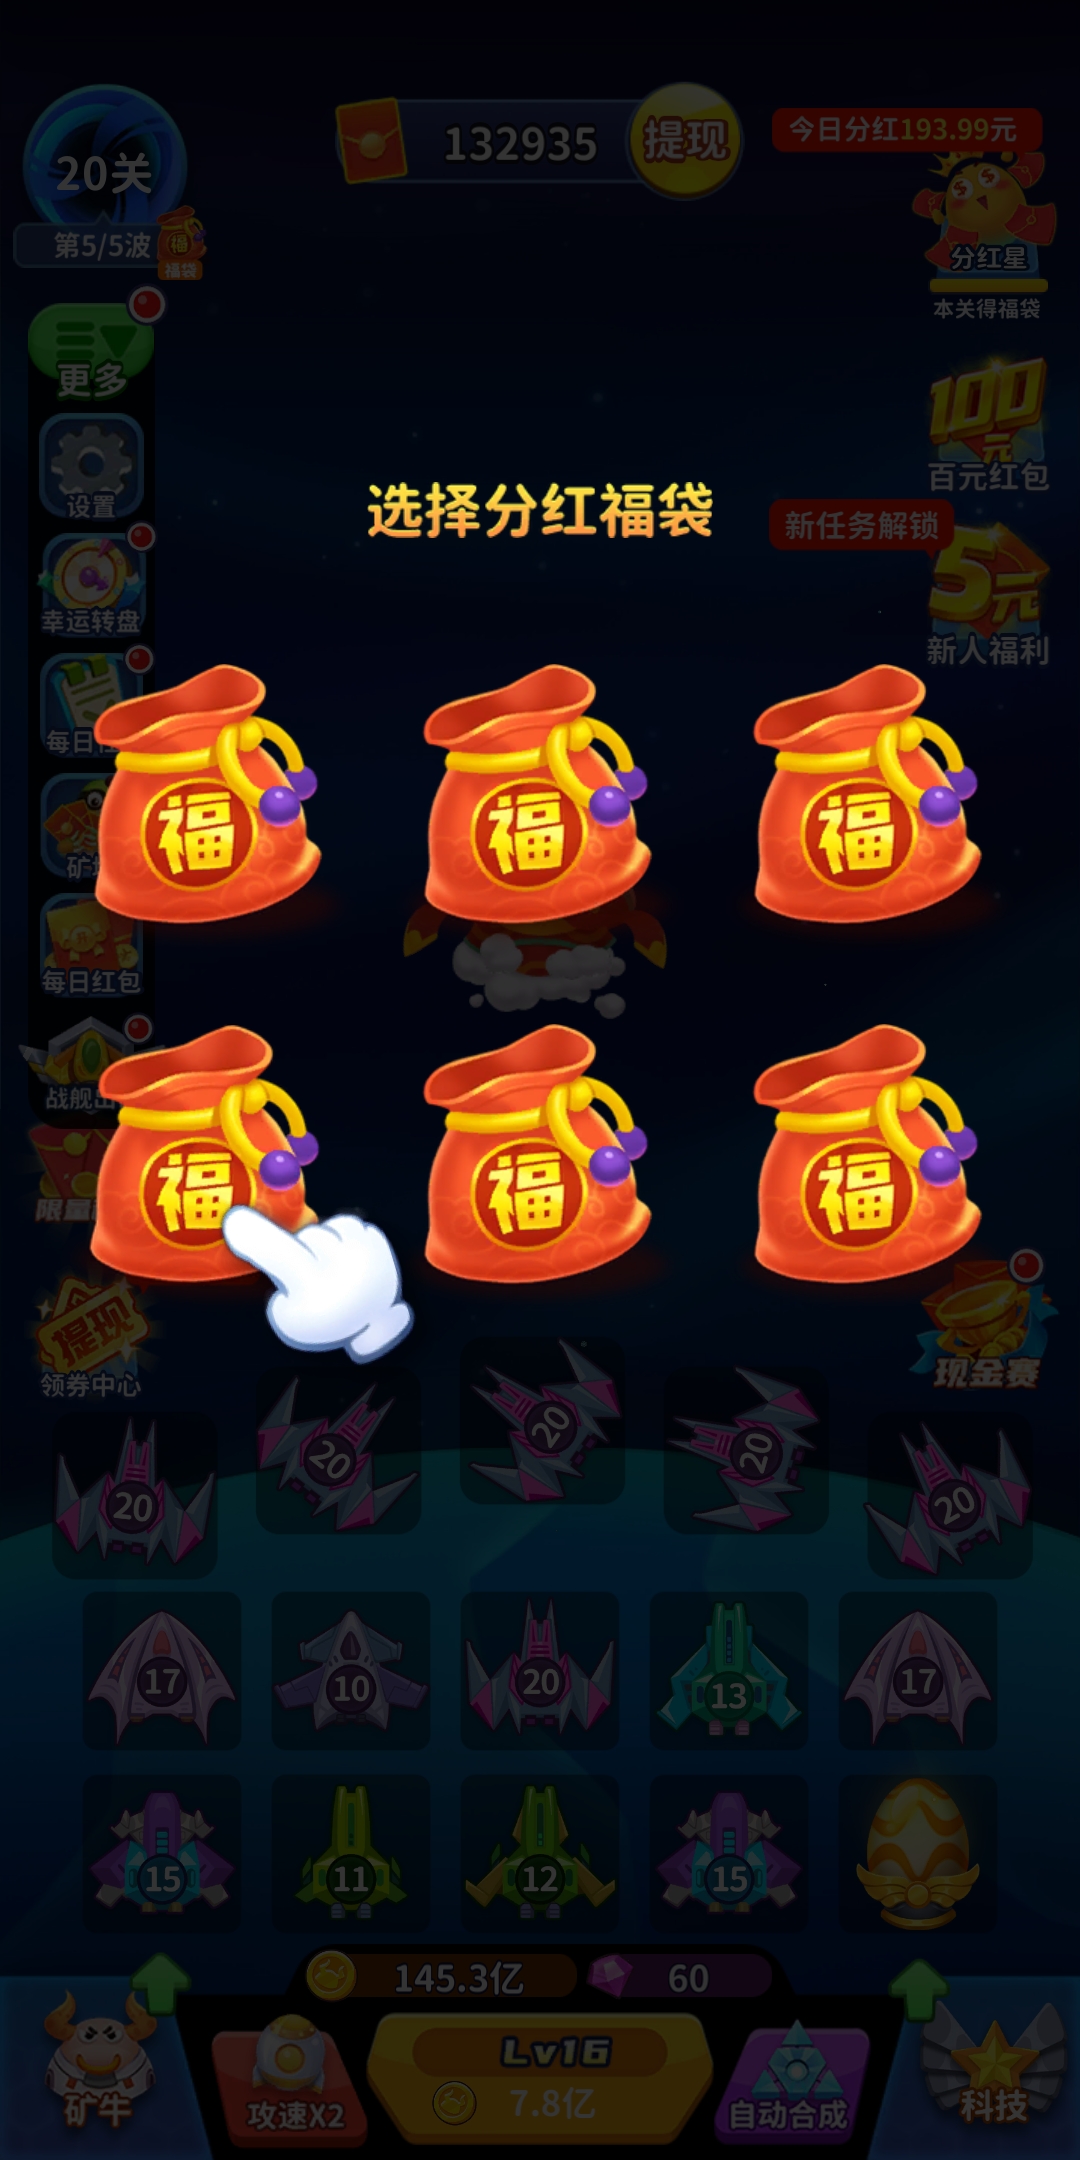 20关
132935
提现
今日分红193.99元
第5/5波
福
福袋
分红星
本关得福袋
更多
100
元
百元红包
设置
选择分红福袋
新任务解锁
5元
新人福利
幸运转盘
每日
福
福
福
矿
每日红包
战舰出
福
福
福
限量
提现
领券中心
现金赛
20
20
20
20
20
17
10
20
13
17
15
11
12
15
145.3亿
60
矿牛
攻速X2
Lv16
7.8亿
自动合成
科技